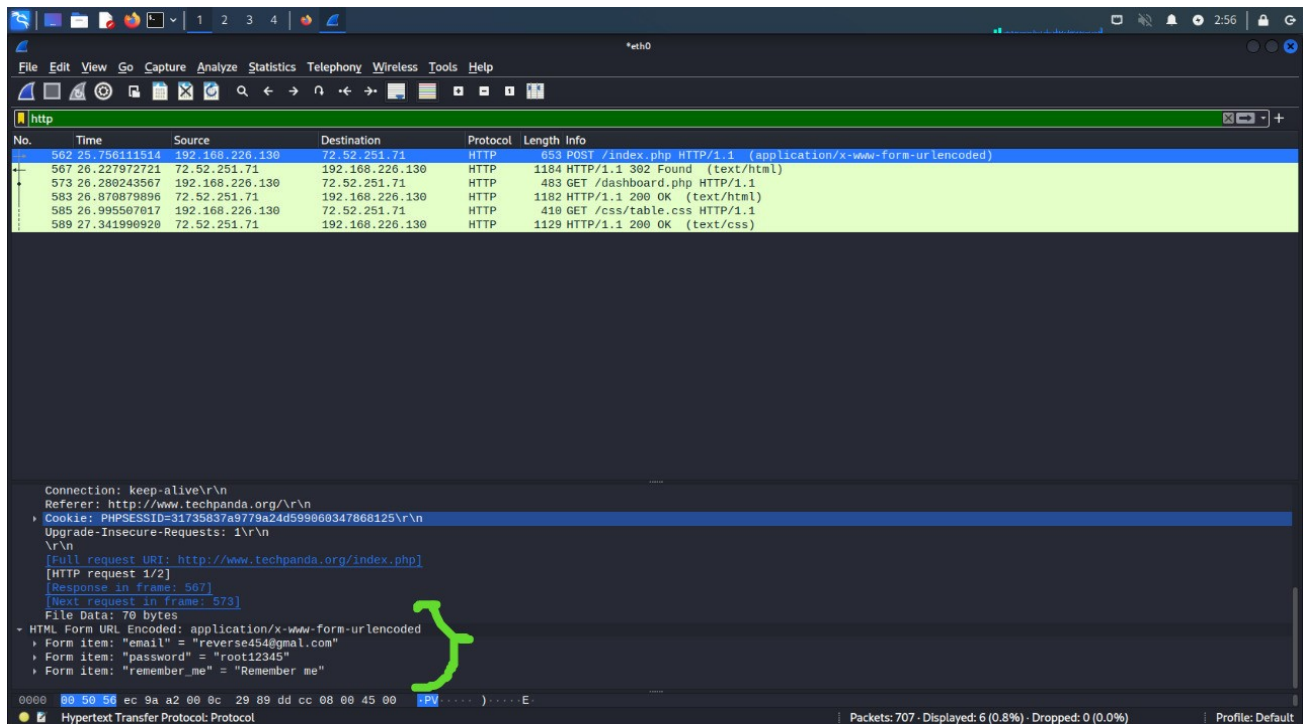 1 2 3 4
2:56
*eth0
File Edit View Go Capture Analyze Statistics Telephony Wireless Tools Help
http
No. Time Source Destination Protocol Length Info
562 25.756111514 192.168.226.130 72.52.251.71 HTTP 653 POST /index.php HTTP/1.1 (application/x-www-form-urlencoded)
567 26.227972721 72.52.251.71 192.168.226.130 HTTP 1184 HTTP/1.1 302 Found (text/html)
573 26.280243567 192.168.226.130 72.52.251.71 HTTP 483 GET /dashboard.php HTTP/1.1
583 26.870879896 72.52.251.71 192.168.226.130 HTTP 1182 HTTP/1.1 200 OK (text/html)
585 26.995507017 192.168.226.130 72.52.251.71 HTTP 410 GET /css/table.css HTTP/1.1
589 27.341990920 72.52.251.71 192.168.226.130 HTTP 1129 HTTP/1.1 200 OK (text/css)
Connection: keep-alive\r\n
Referer: http://www.techpanda.org/\r\n
Cookie: PHPSESSID=31735837a9779a24d599060347868125\r\n
Upgrade-Insecure-Requests: 1\r\n
\r\n
[Full request URI: http://www.techpanda.org/index.php]
[HTTP request 1/2]
[Response in frame: 567]
[Next request in frame: 573]
File Data: 70 bytes
HTML Form URL Encoded: application/x-www-form-urlencoded
Form item: "email" = "reverse454@gmal.com"
Form item: "password" = "root12345"
Form item: "remember_me" = "Remember me"
0000 00 50 56 ec 9a a2 00 0c 29 89 dd cc 08 00 45 00 ·PV····· )·····E·
Hypertext Transfer Protocol: Protocol Packets: 707 · Displayed: 6 (0.8%) · Dropped: 0 (0.0%) Profile: Default